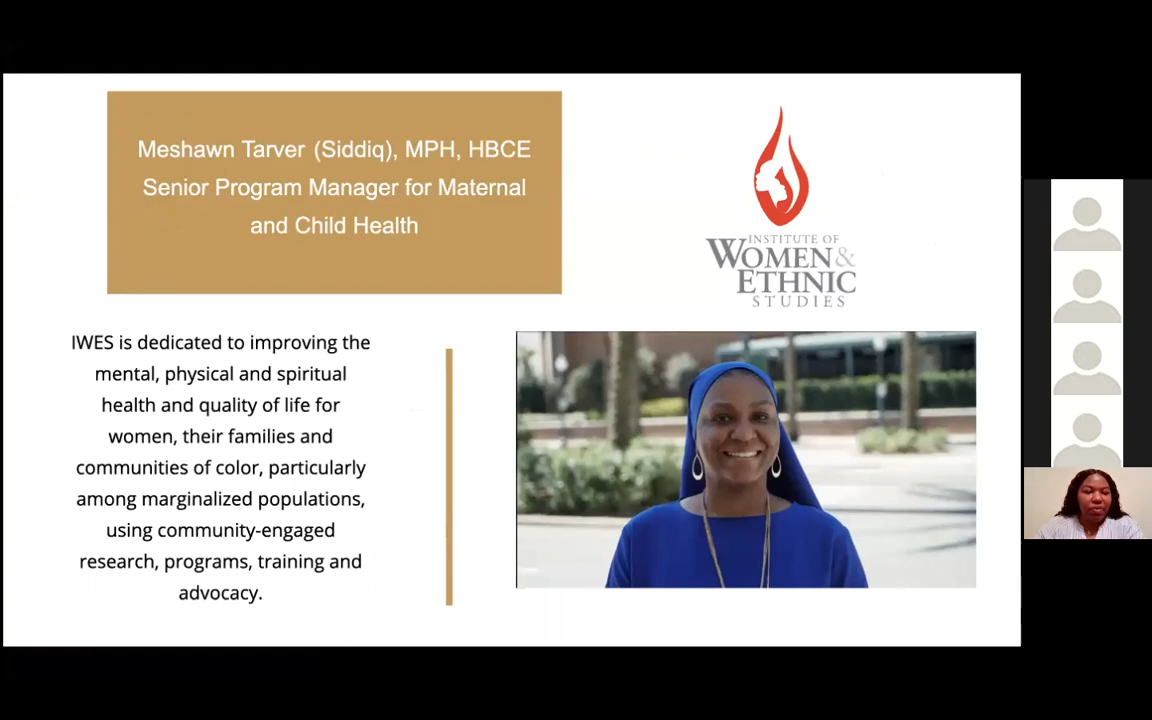 Meshawn Tarver (Siddiq), MPH, HBCE
Senior Program Manager for Maternal
and Child Health
INSTITUTE OF
WOMEN&
ETHNIC
STUDIES
IWES is dedicated to improving the
mental, physical and spiritual
health and quality of life for
women, their families and
communities of color, particularly
among marginalized populations,
using community-engaged
research, programs, training and
advocacy.